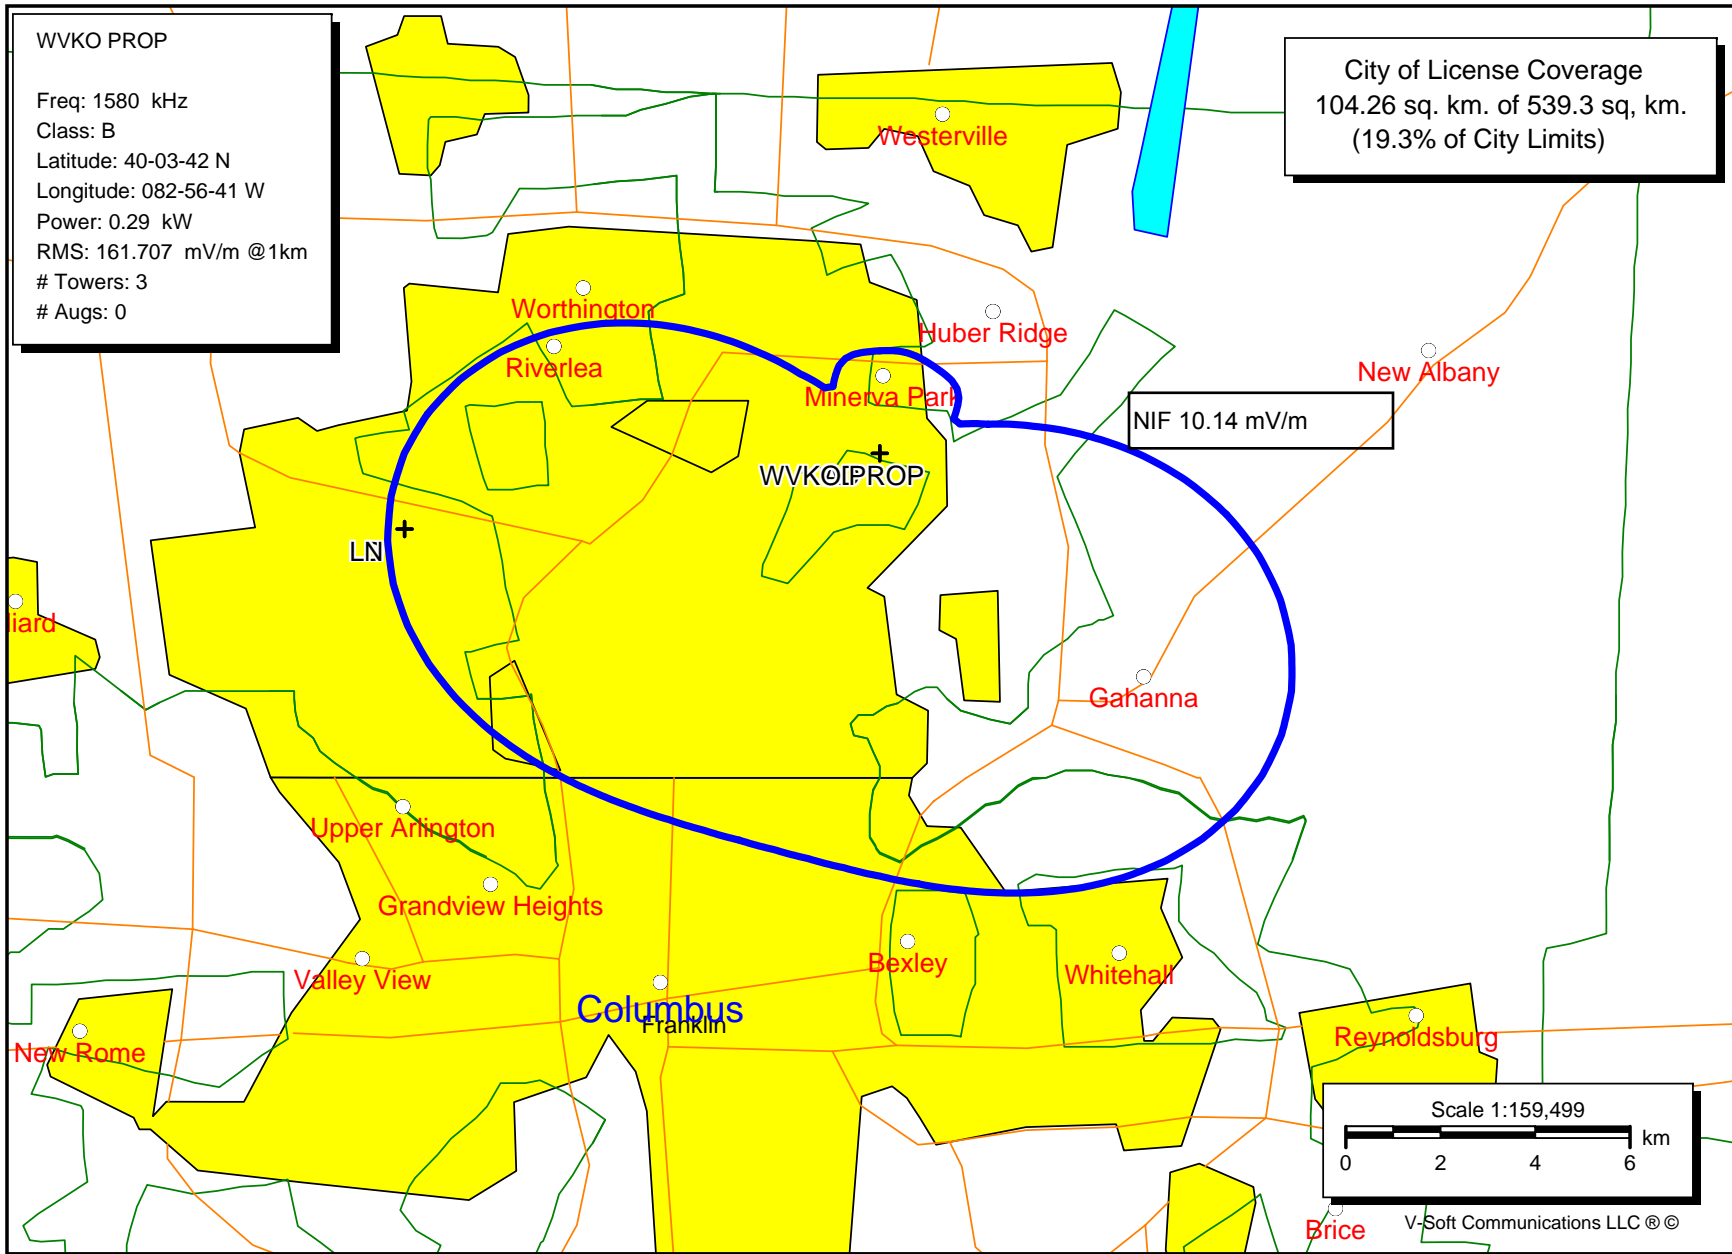 WVKO PROP
Freq: 1580 kHz
Class: B
Latitude: 40-03-42 N
Longitude: 082-56-41 W
Power: 0.29 kW
RMS: 161.707 mV/m @1km
# Towers: 3
# Augs: 0
City of License Coverage
104.26 sq. km. of 539.3 sq, km.
(19.3% of City Limits)
Westerville
Worthington
Huber Ridge
Riverlea
New Albany
Minerva Park
NIF 10.14 mV/m
PROP
liard
Gahanna
Upper Arlington
Grandview Heights
Bexley
Whitehall
Valley View
Columbus
Franklin
New Rome
Reynoldsburg
Scale 1:159,499
km
0 2 4 6
V-Soft Communications LLC ® ©
Brice